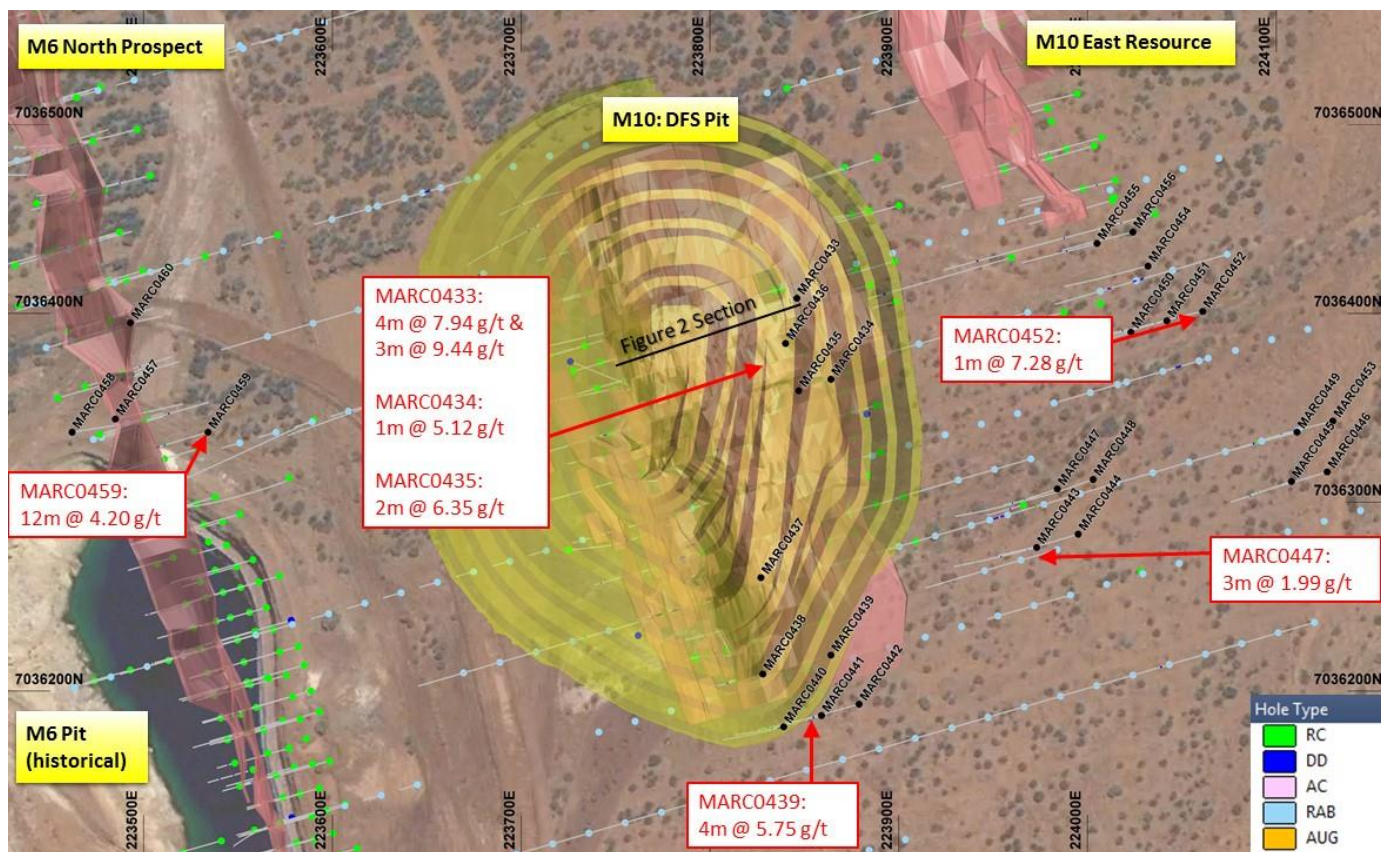 M6 North Prospect
M10: DFS Pit
M10 East Resource
223600E
223700E
223800E
223900E
224100E
7036500N
7036500N
7036400N
7036400N
7036300N
7036200N
7036200N
MARC0460
MARC0458
MARC0457
MARC0459
MARC0433
MARC0436
MARC0435
MARC0434
MARC0437
MARC0438
MARC0439
MARC0440
MARC0441
MARC0442
MARC0455
MARC0456
MARC0454
MARC0450
MARC0451
MARC0452
MARC0449
MARC0453
MARC0445
MARC0446
MARC0447
MARC0448
MARC0443
MARC0444
Figure 2 Section
MARC0433:
4m @ 7.94 g/t &
3m @ 9.44 g/t
MARC0434:
1m @ 5.12 g/t
MARC0435:
2m @ 6.35 g/t
MARC0452:
1m @ 7.28 g/t
MARC0459:
12m @ 4.20 g/t
MARC0447:
3m @ 1.99 g/t
MARC0439:
4m @ 5.75 g/t
M6 Pit
(historical)
223500E
223600E
223700E
223900E
224000E
Hole Type
RC
DD
AC
RAB
AUG